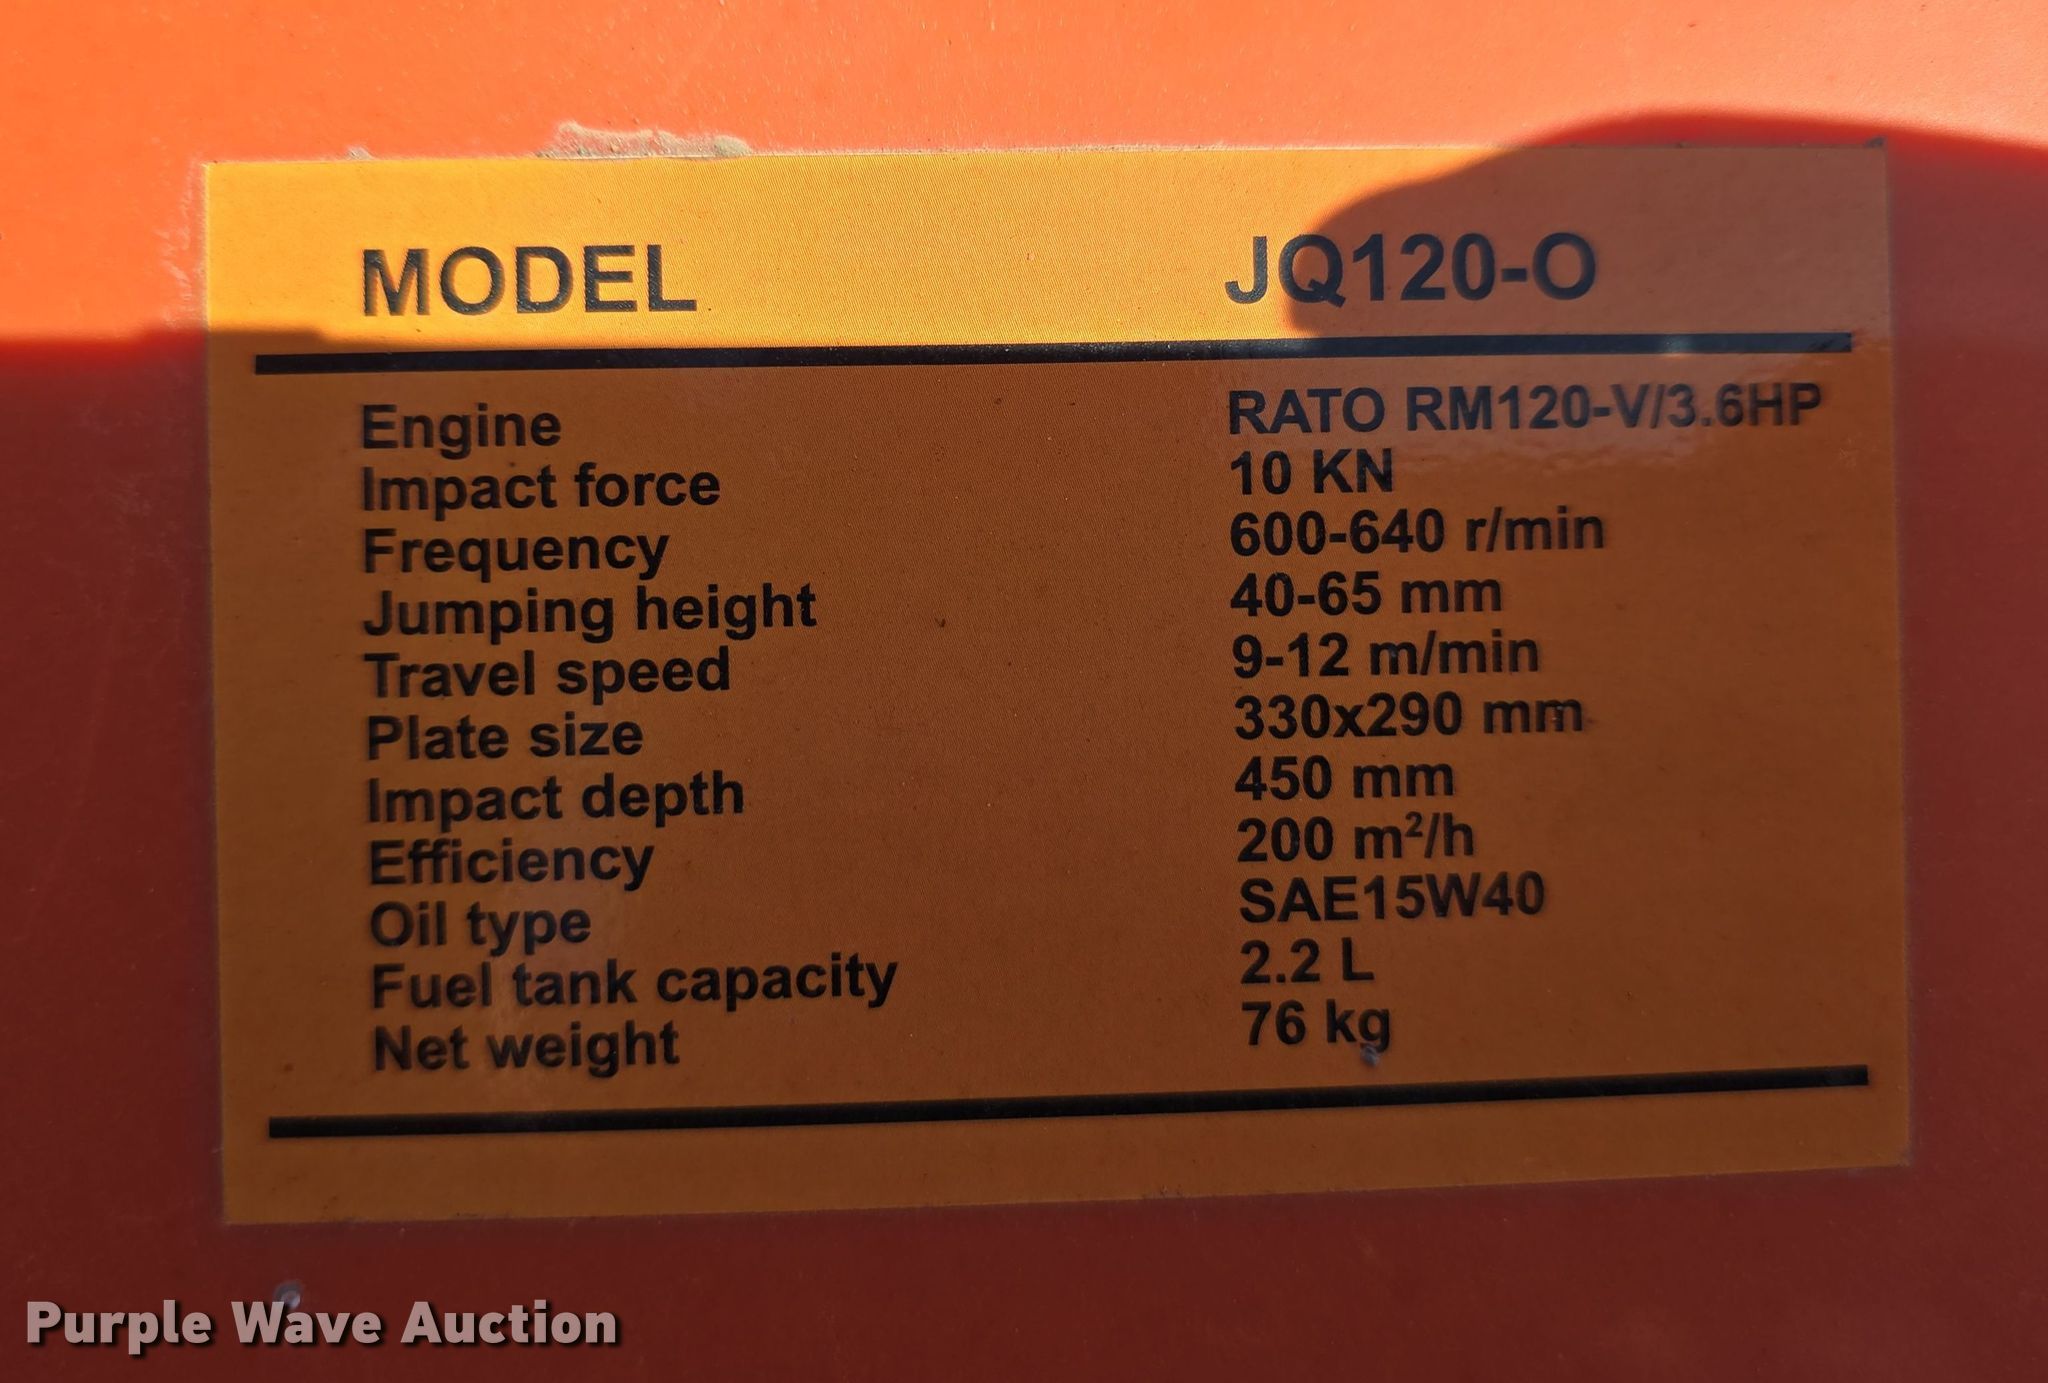 MODEL JQ120-O
Engine RATO RM120-V/3.6HP
Impact force 10 KN
Frequency 600-640 r/min
Jumping height 40-65 mm
Travel speed 9-12 m/min
Plate size 330x290 mm
Impact depth 450 mm
Efficiency 200 m²/h
Oil type SAE15W40
Fuel tank capacity 2.2 L
Net weight 76 kg
Purple Wave Auction